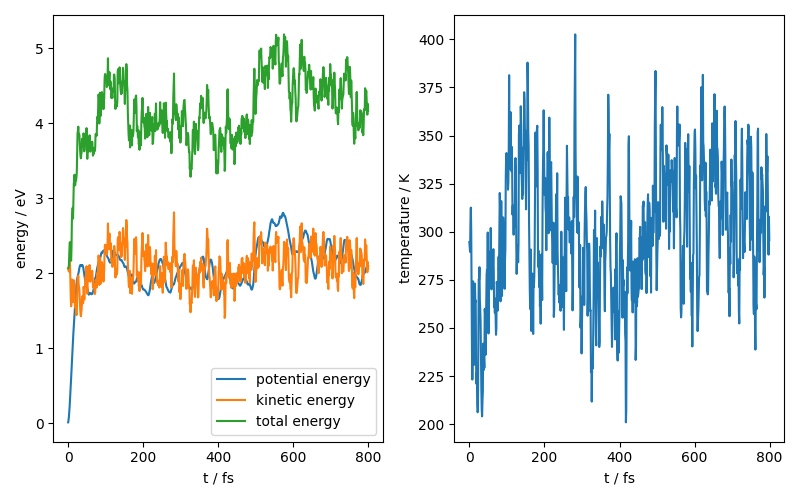 energy / eV
5
4
3
2
1
0
potential energy
kinetic energy
total energy
0 200 400 600 800
t / fs
temperature / K
400
375
350
325
300
275
250
225
200
0 200 400 600 800
t / fs